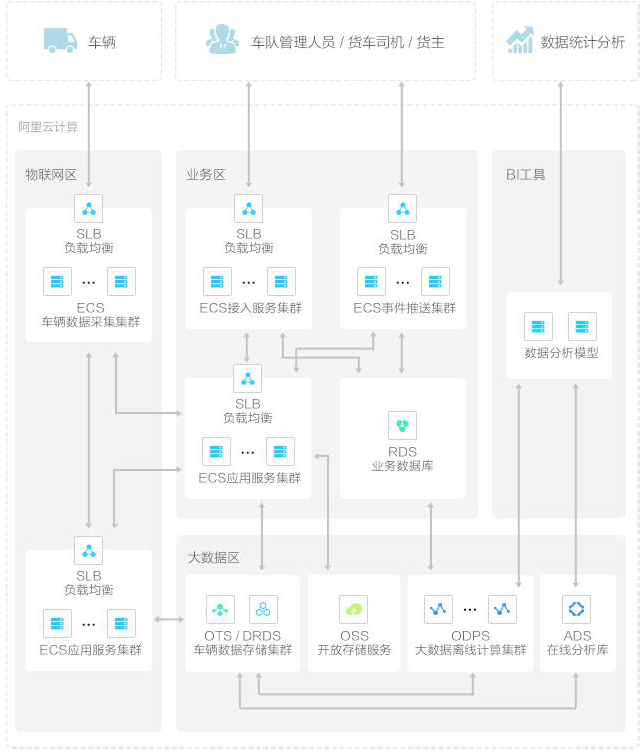 车辆
车队管理人员 / 货车司机 / 货主
数据统计分析
阿里云计算
物联网区
SLB
负载均衡
...
ECS
车辆数据采集集群
SLB
负载均衡
...
ECS应用服务集群
业务区
SLB
负载均衡
...
ECS接入服务集群
SLB
负载均衡
...
ECS事件推送集群
SLB
负载均衡
...
ECS应用服务集群
RDS
业务数据库
BI工具
数据分析模型
大数据区
OTS / DRDS
车辆数据存储集群
OSS
开放存储服务
...
ODPS
大数据离线计算集群
ADS
在线分析库